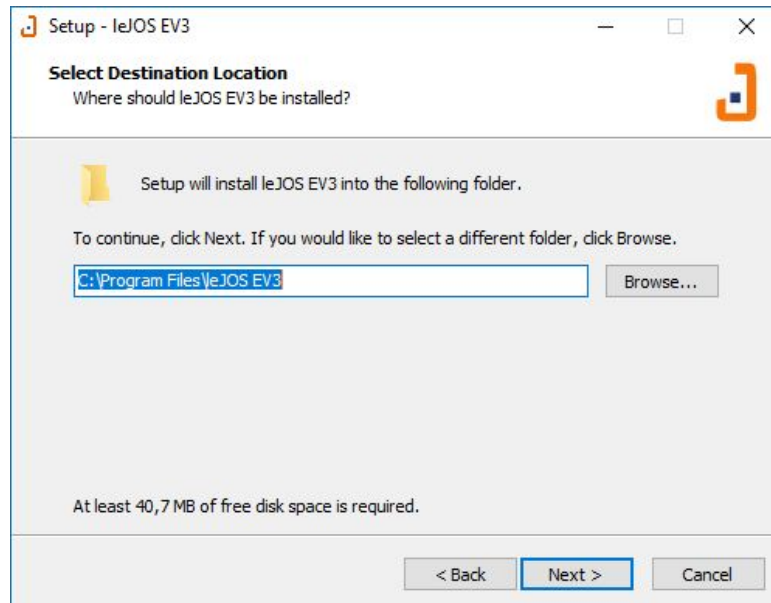 Setup - leJOS EV3
Select Destination Location
Where should leJOS EV3 be installed?
Setup will install leJOS EV3 into the following folder.
To continue, click Next. If you would like to select a different folder, click Browse.
C:\Program Files\leJOS EV3
Browse...
At least 40,7 MB of free disk space is required.
< Back
Next >
Cancel